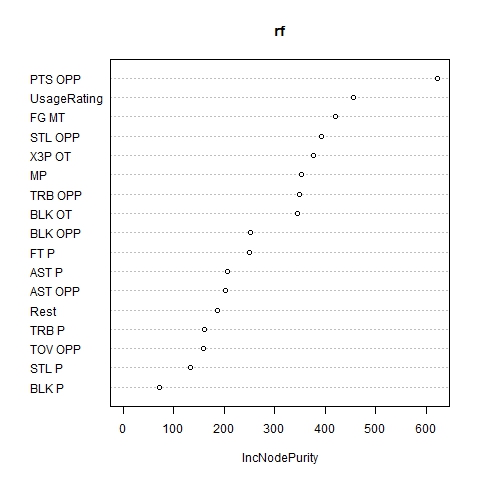 rf
PTS OPP
UsageRating
FG MT
STL OPP
X3P OT
MP
TRB OPP
BLK OT
BLK OPP
FT P
AST P
AST OPP
Rest
TRB P
TOV OPP
STL P
BLK P
0 100 200 300 400 500 600
IncNodePurity